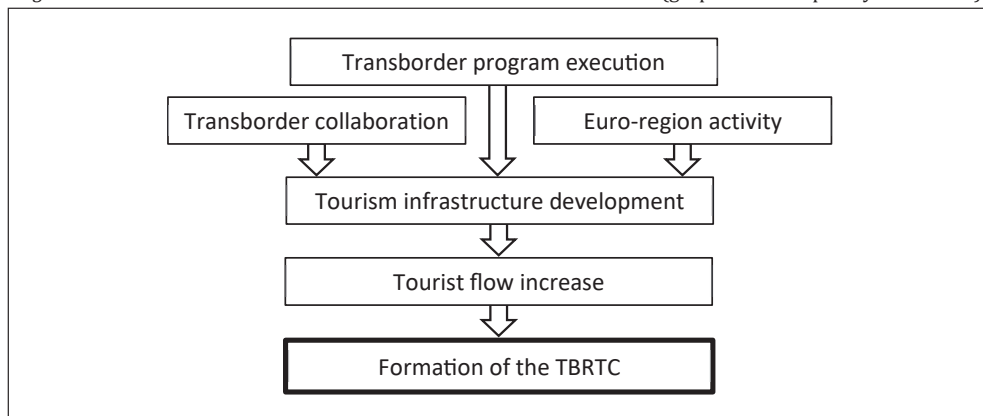 Transborder program execution
Transborder collaboration
Euro-region activity
Tourism infrastructure development
Tourist flow increase
Formation of the TBRTC